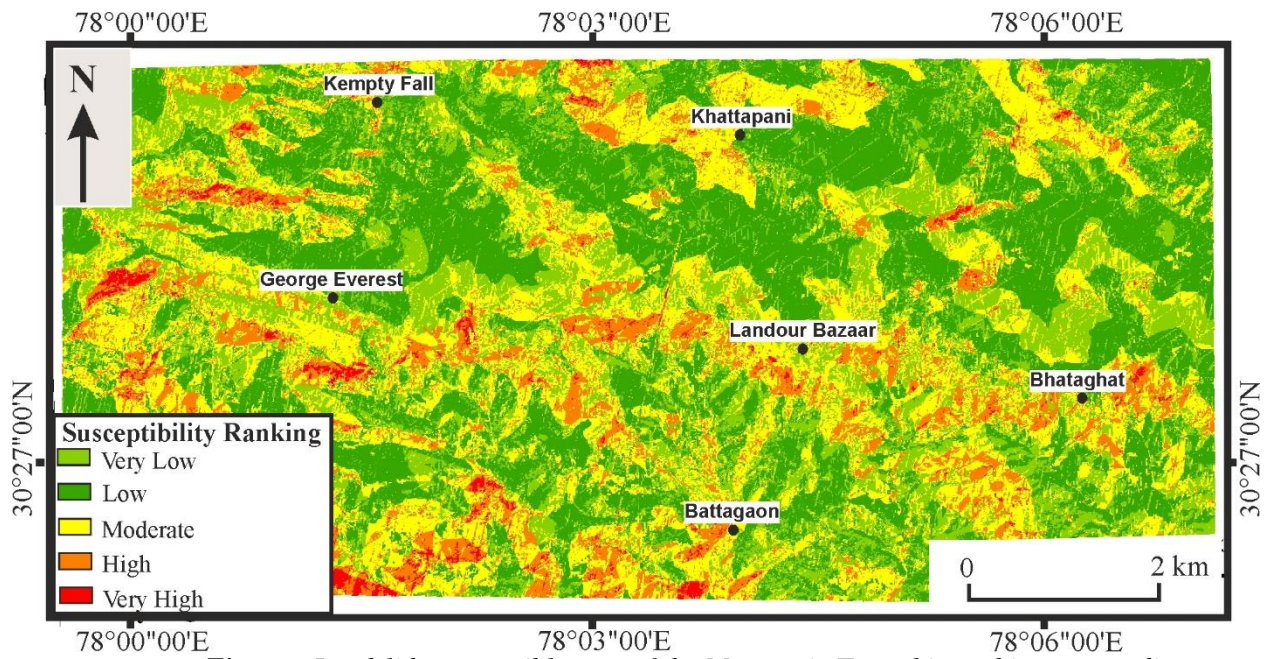 78°00"00'E 78°03"00'E 78°06"00'E
N
Kempty Fall
Khattapani
George Everest
Landour Bazaar
Bhataghat
30°27"00'N
30°27"00'N
Susceptibility Ranking
Very Low
Low
Moderate
High
Very High
Battagaon
0 2 km
78°00"00'E 78°03"00'E 78°06"00'E